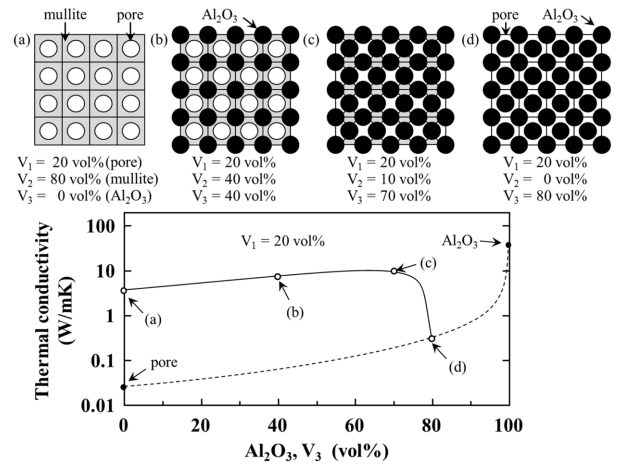 mullite
pore
Al₂O₃
pore
Al₂O₃
(a)
(b)
(c)
(d)
V₁ = 20 vol% (pore)
V₂ = 80 vol% (mullite)
V₃ = 0 vol% (Al₂O₃)
V₁ = 20 vol%
V₂ = 40 vol%
V₃ = 40 vol%
V₁ = 20 vol%
V₂ = 10 vol%
V₃ = 70 vol%
V₁ = 20 vol%
V₂ = 0 vol%
V₃ = 80 vol%
Thermal conductivity
(W/mK)
100
10
1
0.1
0.01
V₁ = 20 vol%
Al₂O₃
(c)
(a)
(b)
pore
(d)
0
20
40
60
80
100
Al₂O₃, V₃ (vol%)